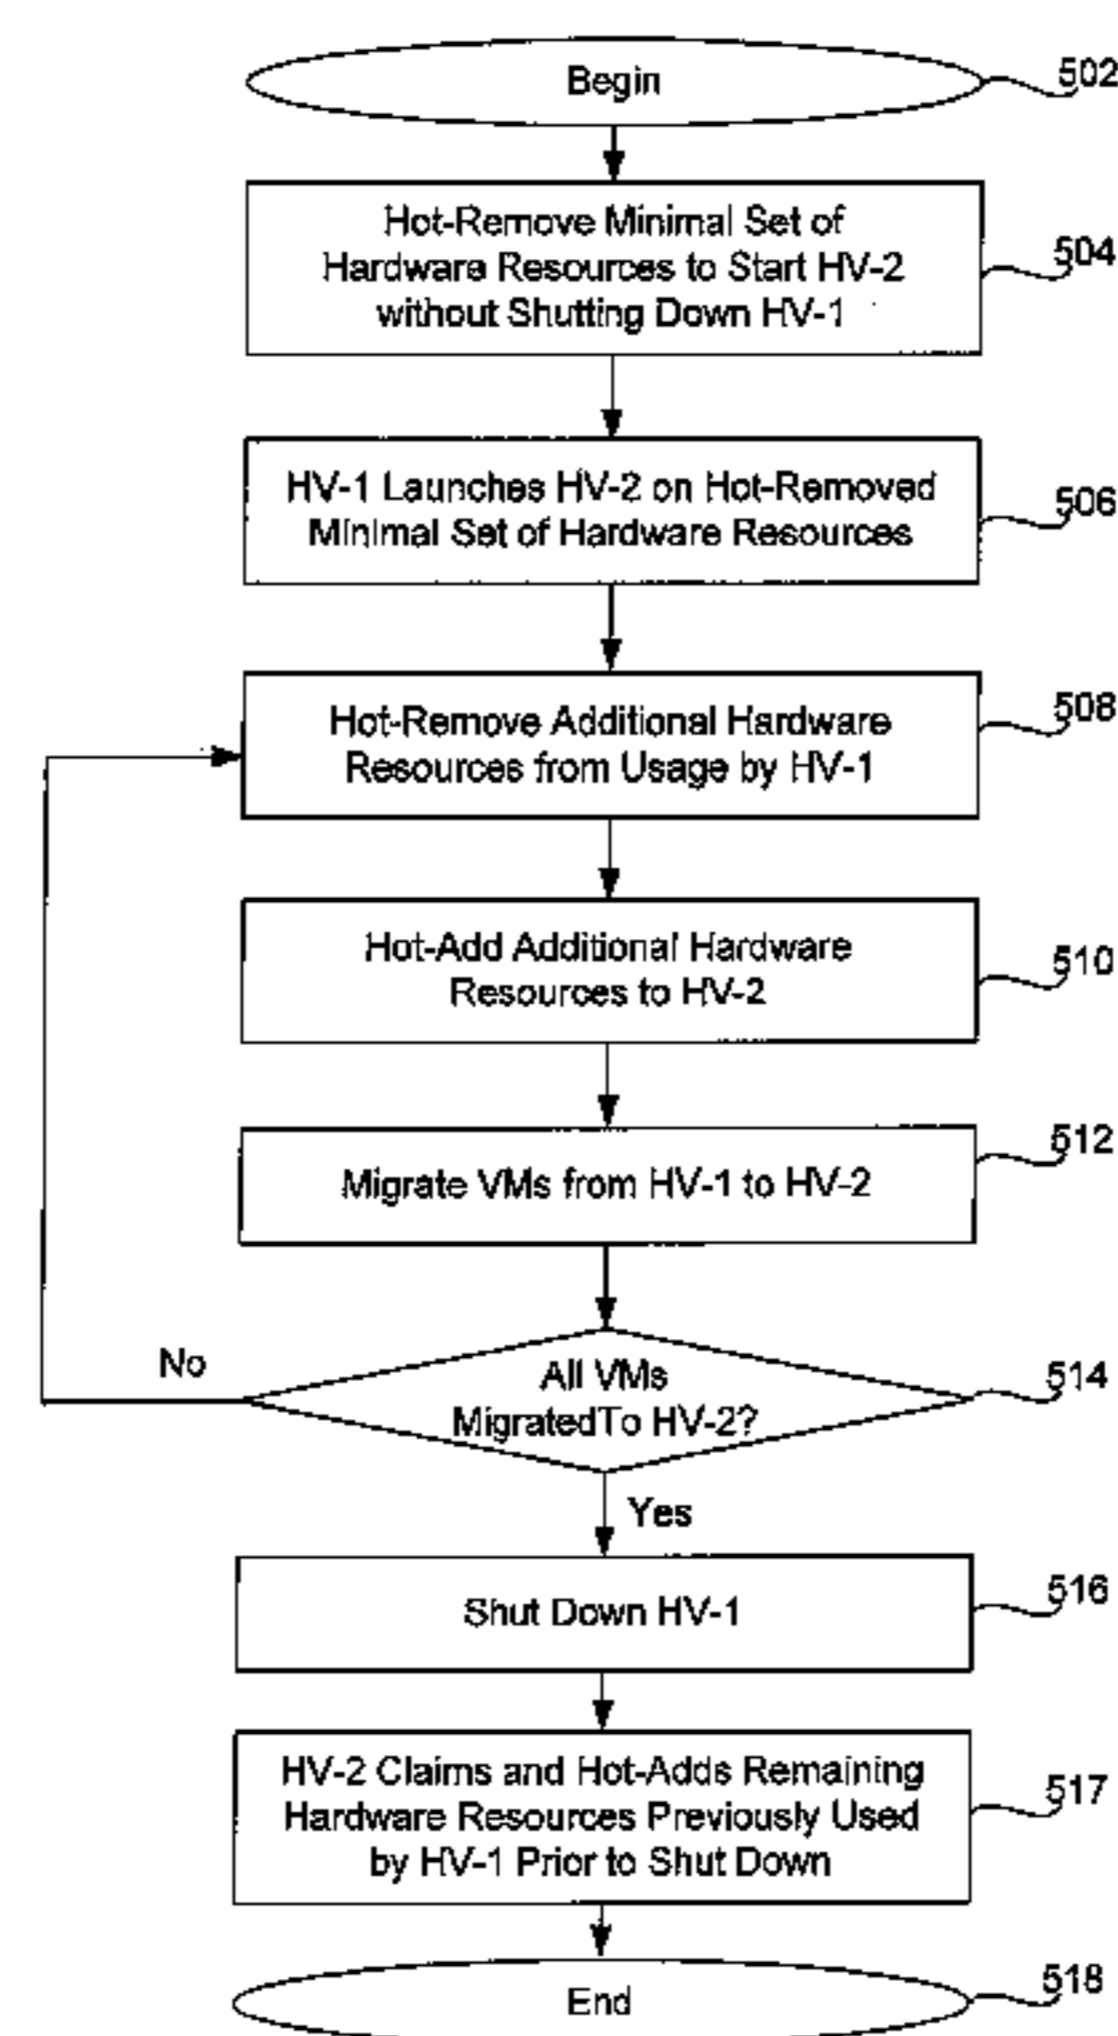 Begin
502
Hot-Remove Minimal Set of
Hardware Resources to Start HV-2
without Shutting Down HV-1
504
HV-1 Launches HV-2 on Hot-Removed
Minimal Set of Hardware Resources
506
Hot-Remove Additional Hardware
Resources from Usage by HV-1
508
Hot-Add Additional Hardware
Resources to HV-2
510
Migrate VMs from HV-1 to HV-2
512
No
All VMs
MigratedTo HV-2?
514
Yes
Shut Down HV-1
516
HV-2 Claims and Hot-Adds Remaining
Hardware Resources Previously Used
by HV-1 Prior to Shut Down
517
End
518